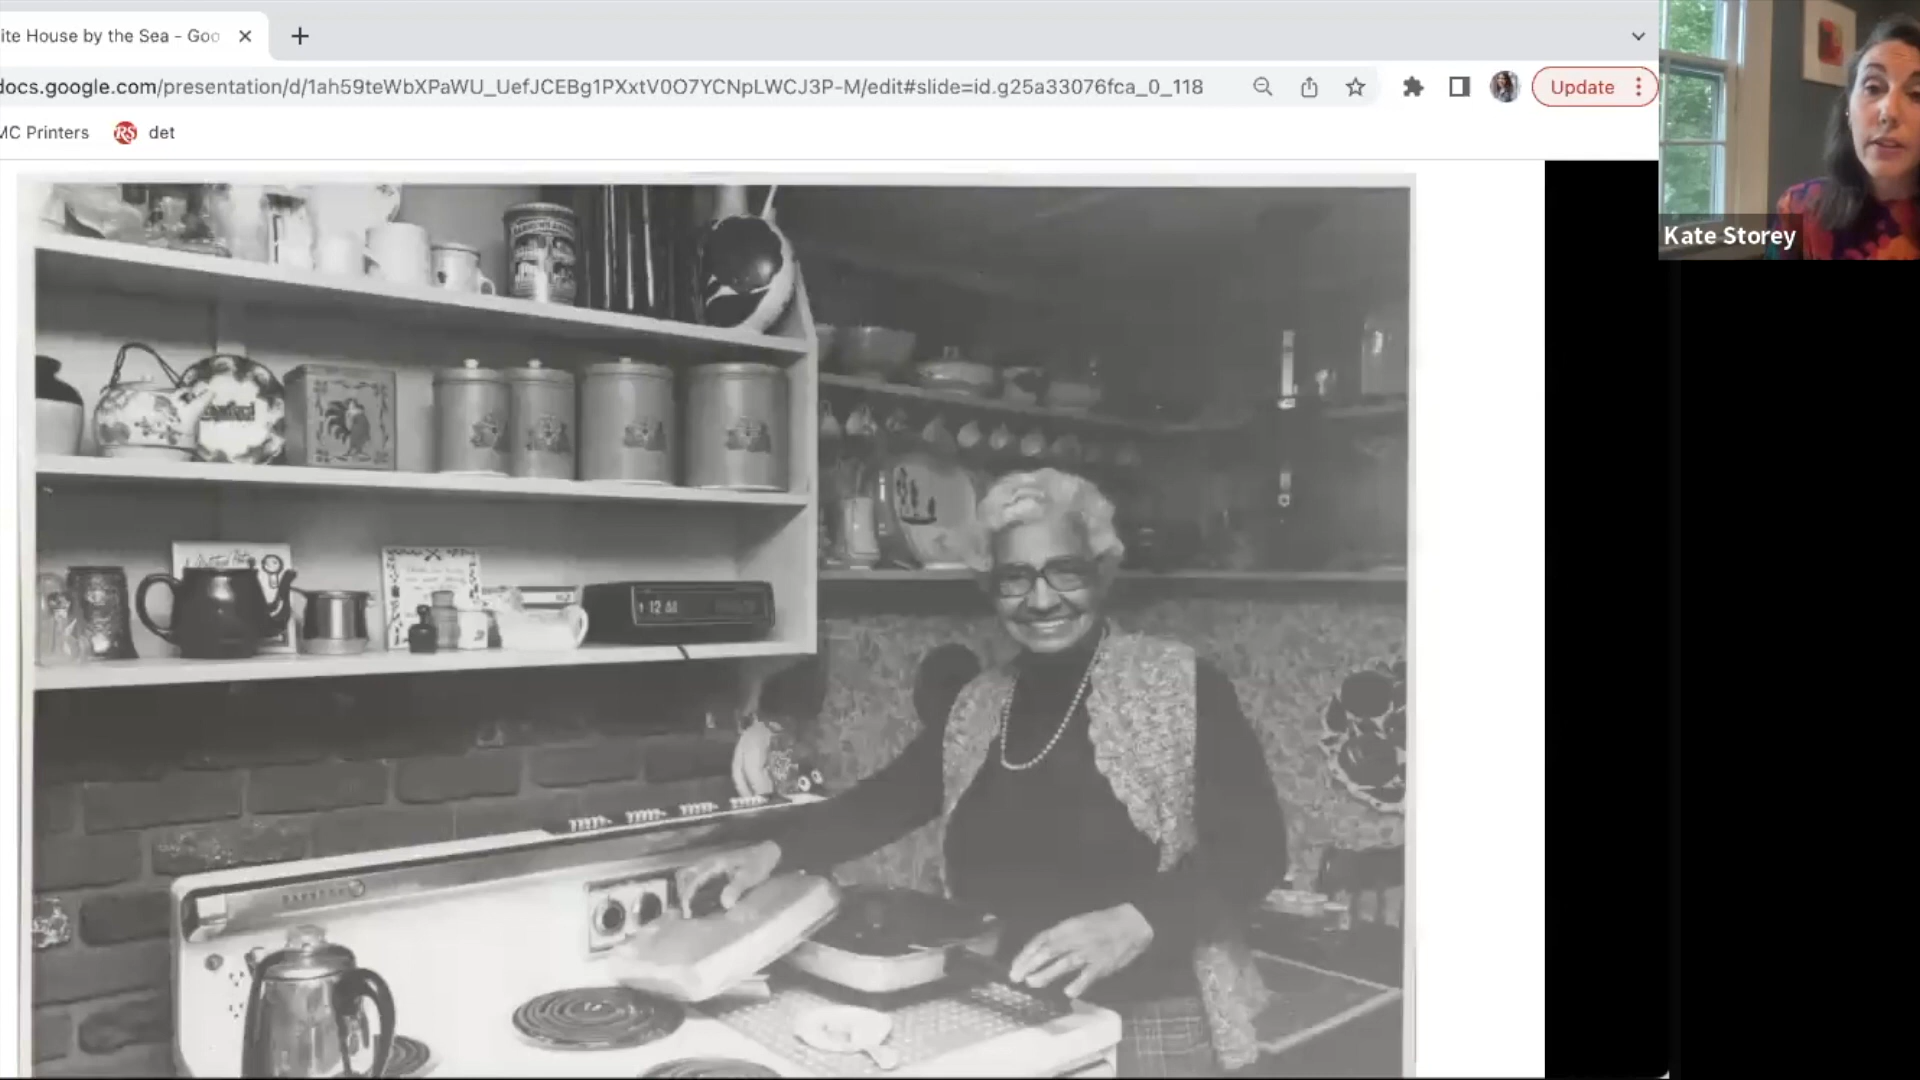 ite House by the Sea - Goo
docs.google.com/presentation/d/1ah59teWbXPaWU_UefJCEBg1PXxtV0O7YCNpLWCJ3P-M/edit#slide=id.g25a33076fca_0_118
Update
MC Printers
RS
det
Kate Storey